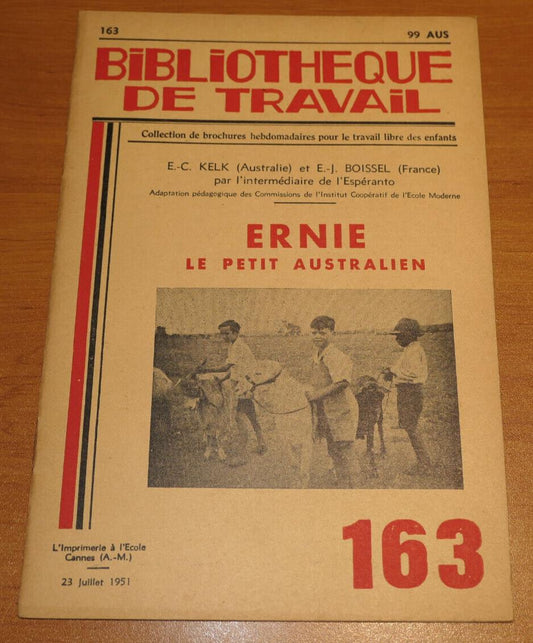 163 99 AUS
BiBLiOTHEQUE
DE TRAVAiL
Collection de brochures hebdomadaires pour le travail libre des enfants
E.-C. KELK (Australie) et E.-J. BOISSEL (France)
par l'intermédiaire de l'Espéranto
Adaptation pédagogique des Commissions de l'Institut Coopératif de l'Ecole Moderne
ERNIE
LE PETIT AUSTRALIEN
L'Imprimerie à l'Ecole
Cannes (A.-M.)
23 Juillet 1951
163